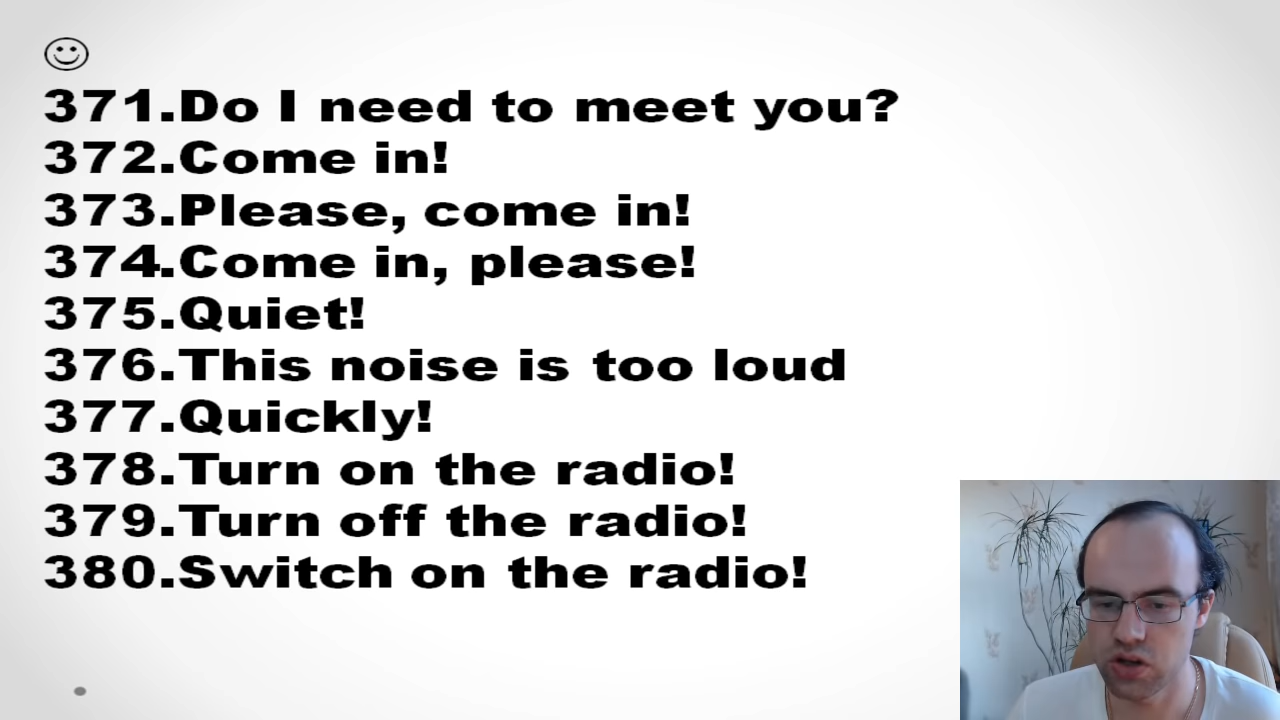 371.Do I need to meet you?
372.Come in!
373.Please, come in!
374.Come in, please!
375.Quiet!
376.This noise is too loud
377.Quickly!
378.Turn on the radio!
379.Turn off the radio!
380.Switch on the radio!